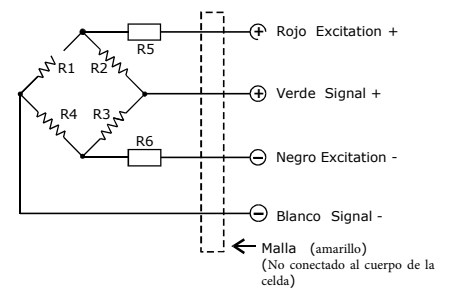 R5
Rojo Excitation +
R1
R2
Verde Signal +
R4
R3
R6
Negro Excitation -
Blanco Signal -
Malla (amarillo)
(No conectado al cuerpo de la
celda)